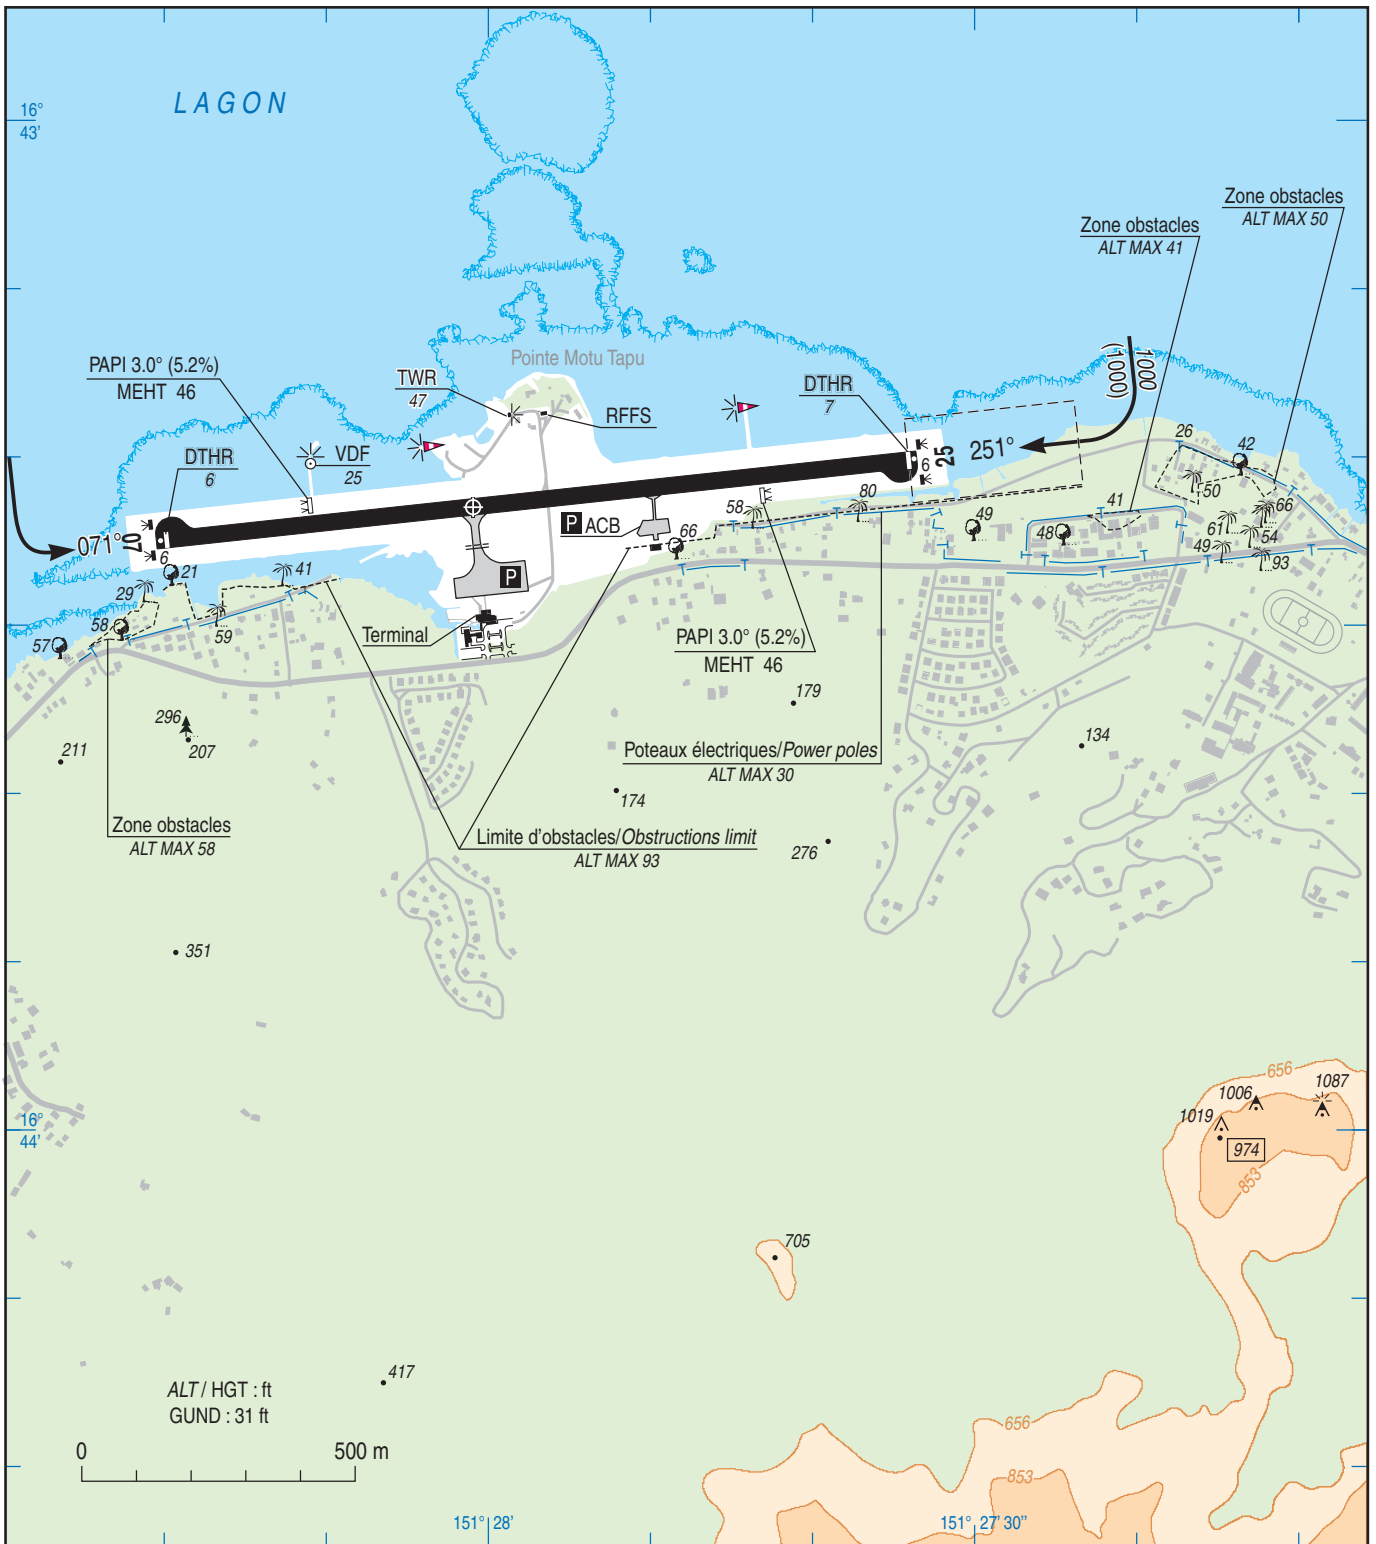 LAGON
16°
43'
Zone obstacles
ALT MAX 50
Zone obstacles
ALT MAX 41
Pointe Motu Tapu
PAPI 3.0° (5.2%)
MEHT 46
TWR
47
RFFS
DTHR
7
1000
(1000)
DTHR
6
VDF
25
25
251°
6
26
42
50
071°
07
6
P ACB
58
80
66
49
41
48
61
66
54
49
93
21
29
41
58
59
57
P
Terminal
PAPI 3.0° (5.2%)
MEHT 46
179
296
207
211
134
Poteaux électriques/Power poles
ALT MAX 30
174
Zone obstacles
ALT MAX 58
Limite d'obstacles/Obstructions limit
ALT MAX 93
276
351
656
1087
1006
1019
974
853
16°
44'
705
417
ALT / HGT : ft
GUND : 31 ft
0
500 m
656
853
151° 28'
151° 27' 30"